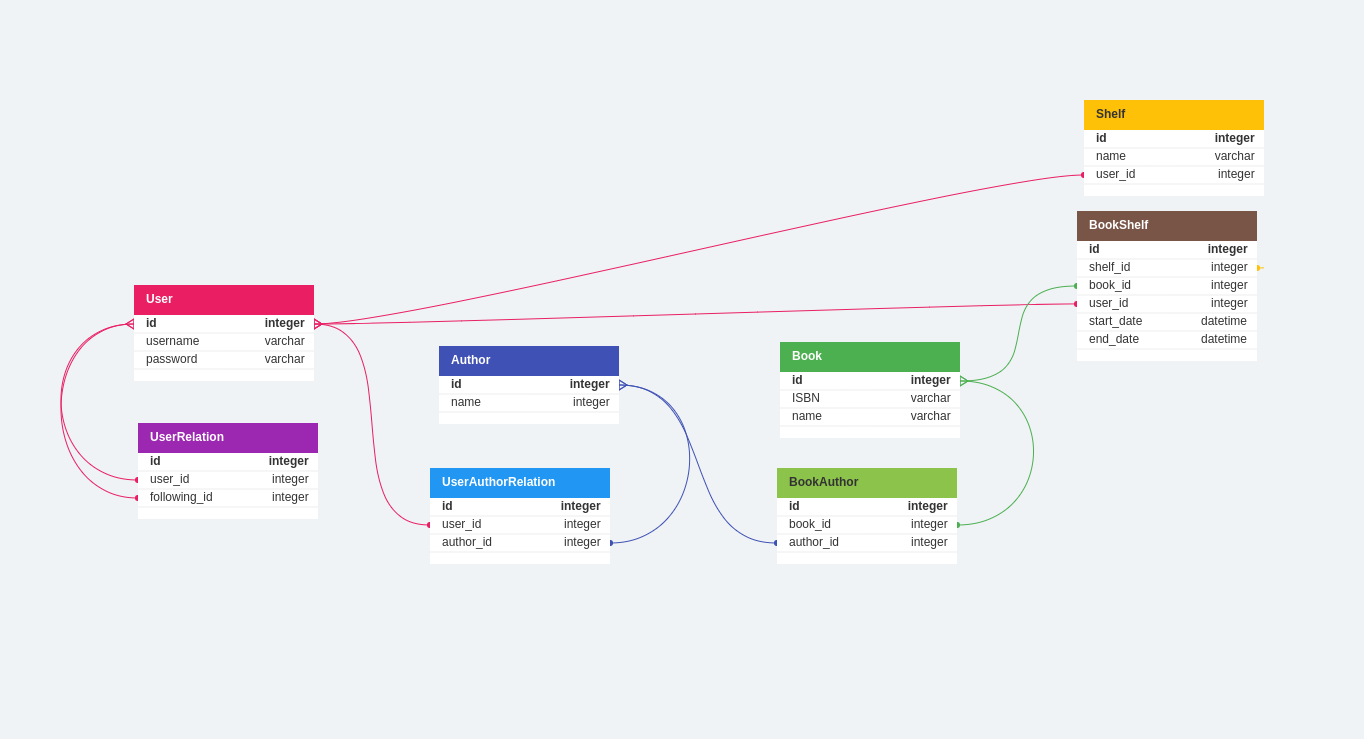 Shelf
id integer
name varchar
user_id integer
BookShelf
id integer
shelf_id integer
book_id integer
user_id integer
start_date datetime
end_date datetime
User
id integer
username varchar
password varchar
Author
id integer
name integer
Book
id integer
ISBN varchar
name varchar
UserRelation
id integer
user_id integer
following_id integer
UserAuthorRelation
id integer
user_id integer
author_id integer
BookAuthor
id integer
book_id integer
author_id integer